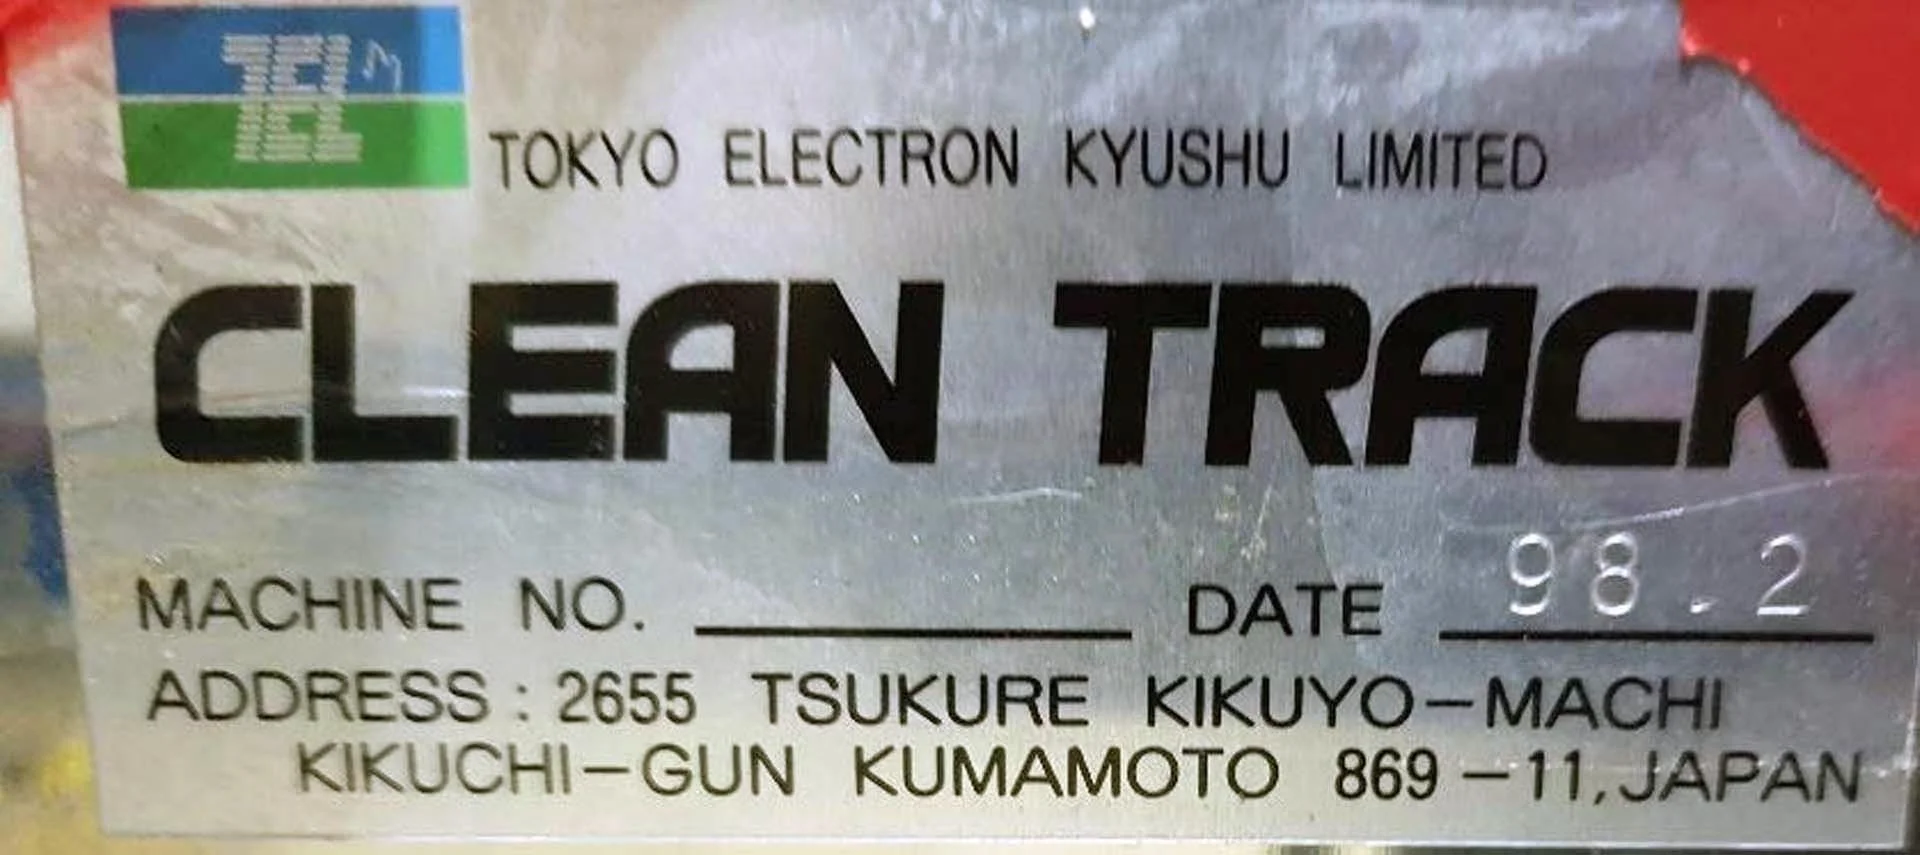 TEL
TOKYO ELECTRON KYUSHU LIMITED
CLEAN TRACK
MACHINE NO. DATE 98.2
ADDRESS : 2655 TSUKURE KIKUYO-MACHI
KIKUCHI-GUN KUMAMOTO 869-11, JAPAN